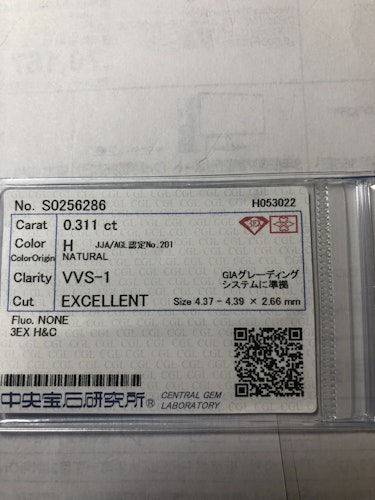 No. S0256286 H053022
Carat 0.311 ct
Color H JJA/AGL認定No.201
ColorOrigin NATURAL
Clarity VVS-1 GIAグレーディング
システムに準拠
Cut EXCELLENT Size 4.37 - 4.39 × 2.66 mm
Fluo. NONE
3EX H&C
中央宝石研究所® CENTRAL GEM
LABORATORY